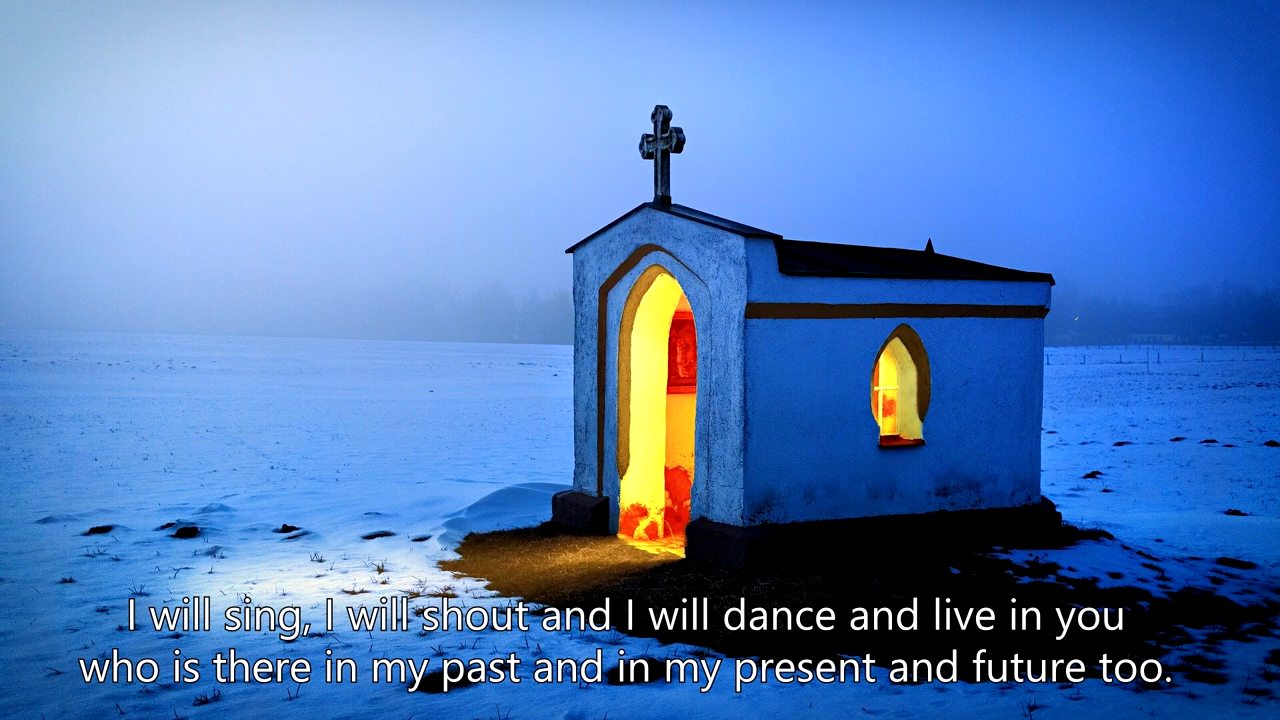 I will sing, I will shout and I will dance and live in you
who is there in my past and in my present and future too.